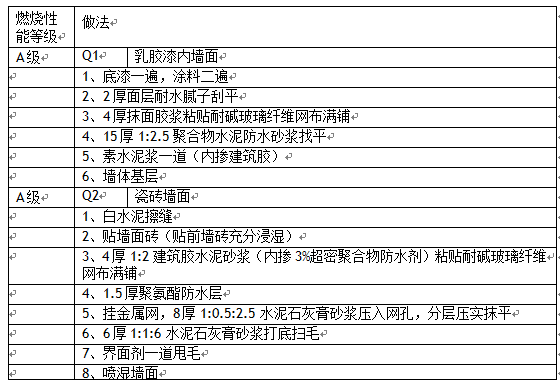 燃烧性
能等级
做法
A级 Q1 乳胶漆内墙面
1、底漆一遍，涂料二遍
2、2厚面层耐水腻子刮平
3、4厚抹面胶浆粘贴耐碱玻璃纤维网布满铺
4、15厚1:2.5聚合物水泥防水砂浆找平
5、素水泥浆一道（内掺建筑胶）
6、墙体基层
A级 Q2 瓷砖墙面
1、白水泥擦缝
2、贴墙面砖（贴前墙砖充分浸湿）
3、4厚1:2建筑胶水泥砂浆（内掺3%超密聚合物防水剂）粘贴耐碱玻璃纤维
网布满铺
4、1.5厚聚氨酯防水层
5、挂金属网，8厚1:0.5:2.5水泥石灰膏砂浆压入网孔，分层压实抹平
6、6厚1:1:6水泥石灰膏砂浆打底扫毛
7、界面剂一道甩毛
8、喷湿墙面